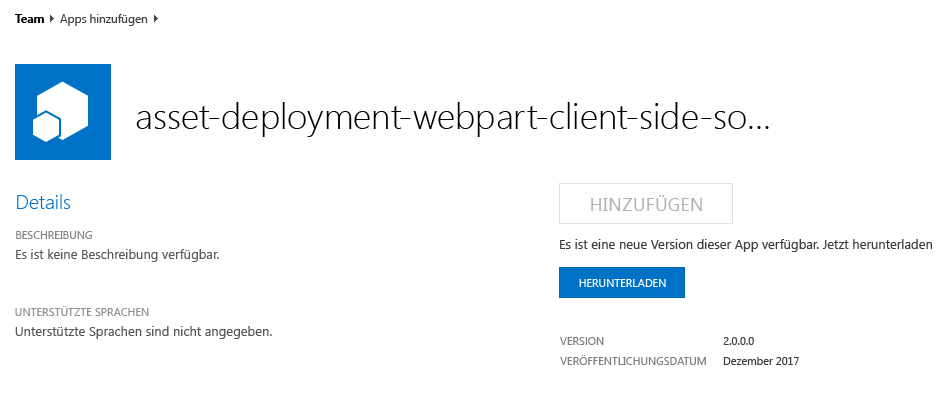 Team Apps hinzufügen
asset-deployment-webpart-client-side-so...
Details
BESCHREIBUNG
Es ist keine Beschreibung verfügbar.
UNTERSTÜTZTE SPRACHEN
Unterstützte Sprachen sind nicht angegeben.
HINZUFÜGEN
Es ist eine neue Version dieser App verfügbar. Jetzt herunterladen
HERUNTERLADEN
VERSION 2.0.0.0
VERÖFFENTLICHUNGSDATUM Dezember 2017